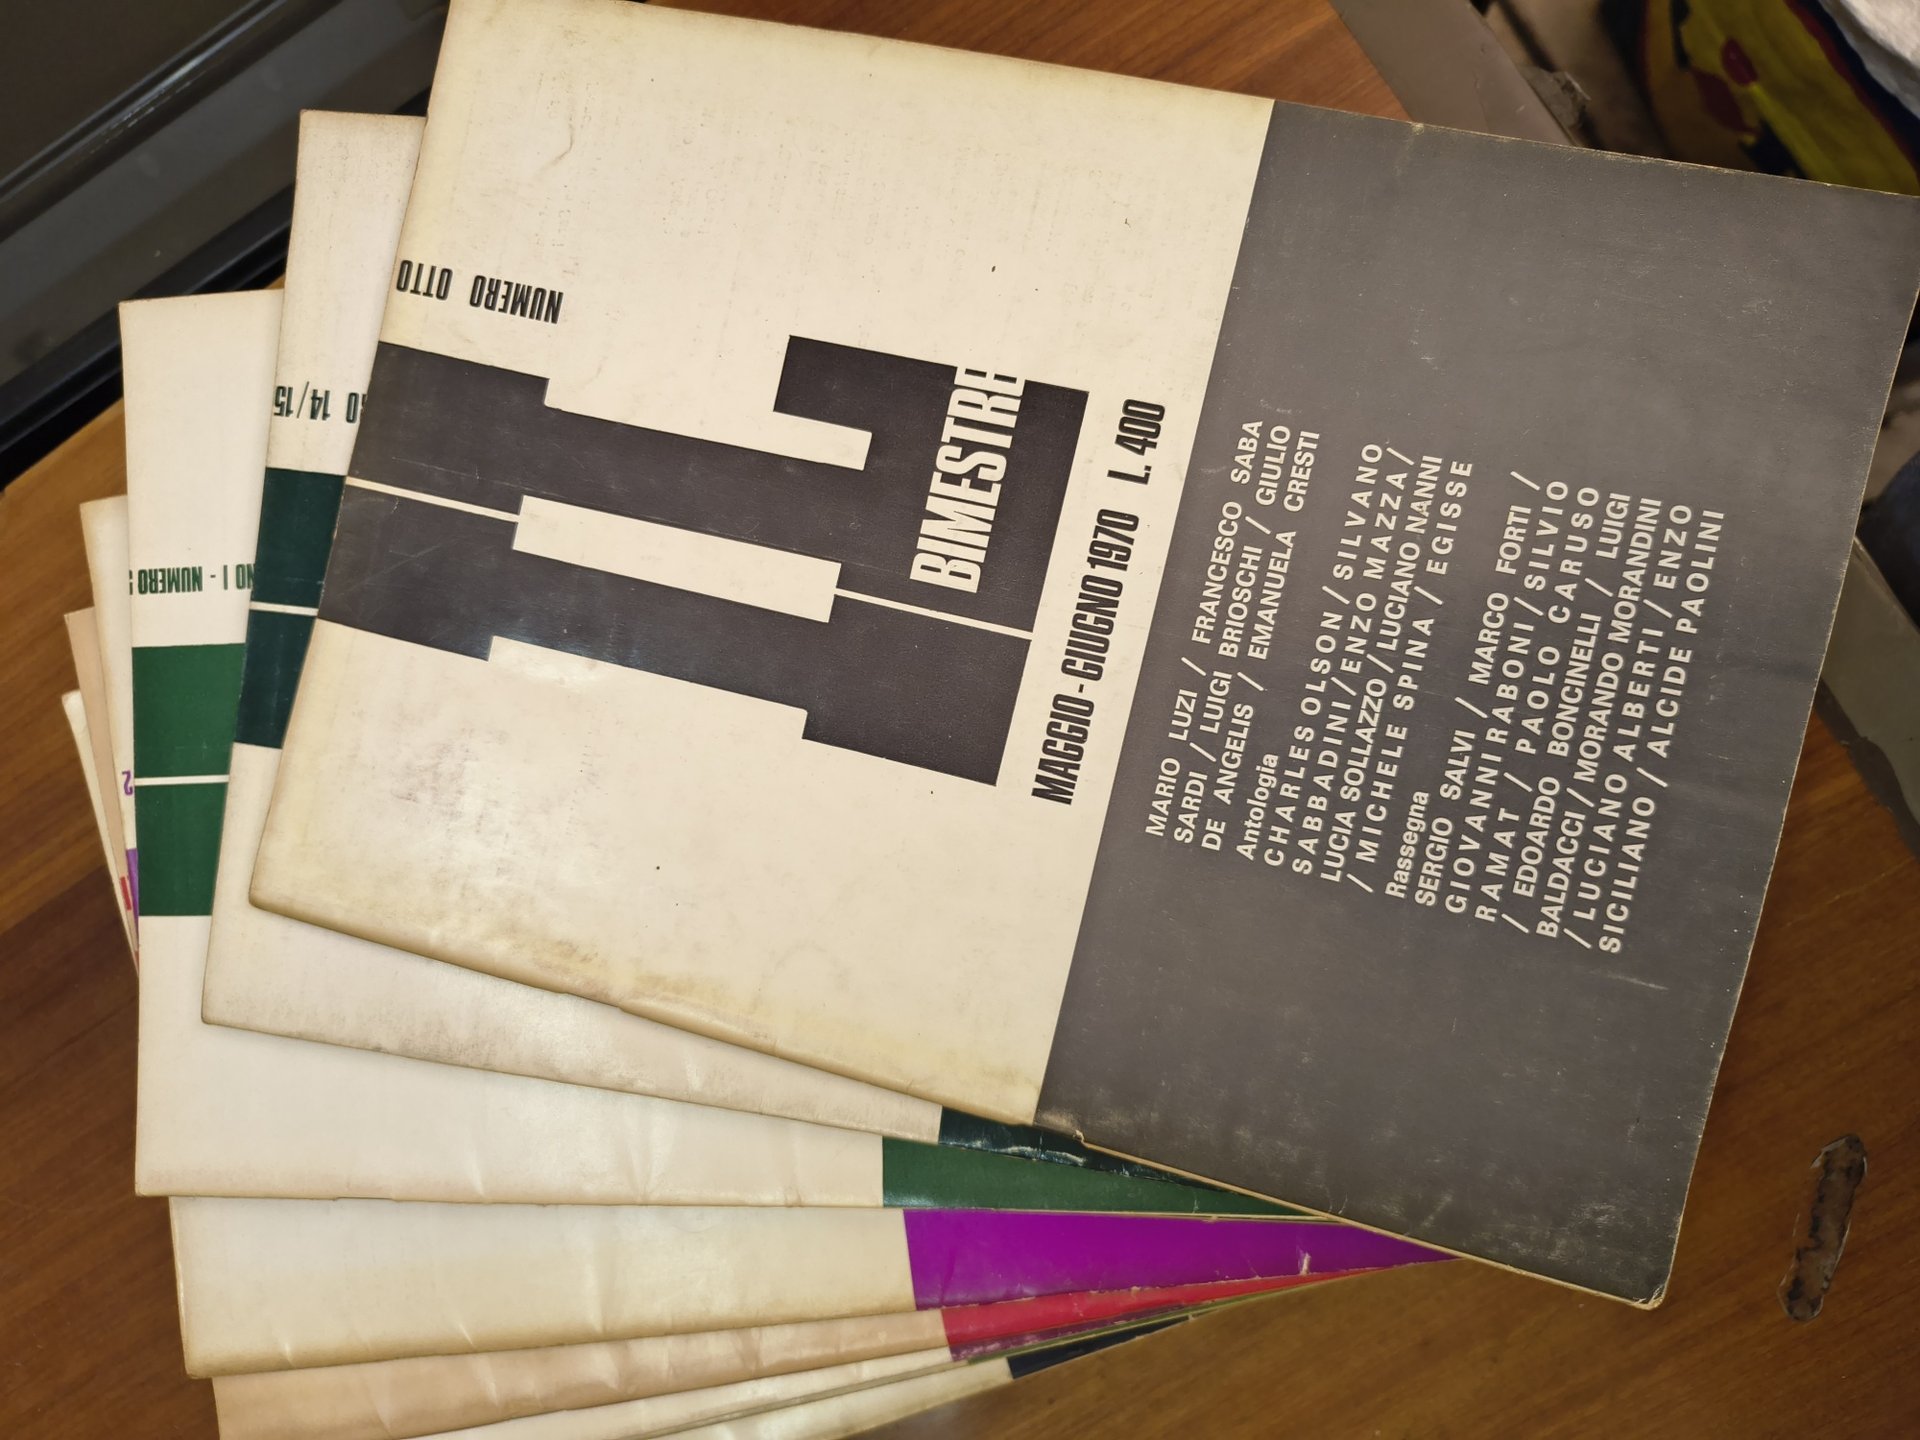 NUMERO OTTO
IL
BIMESTRE
MAGGIO - GIUGNO 1970 L. 400
MARIO LUZI / FRANCESCO SABA
SARDI / LUIGI BRIOSCHI / GIULIO
DE ANGELIS / EMANUELA CRESTI
Antologia
CHARLES OLSON / SILVANO
SABBADINI / ENZO MAZZA /
LUCIA SOLLAZZO / LUCIANO NANNI
/ MICHELE SPINA / EGISSE
Rassegna
SERGIO SALVI / MARCO FORTI /
GIOVANNI RABONI / SILVIO
RAMAT / PAOLO CARUSO
/ EDOARDO BONCINELLI / LUIGI
BALDACCI / MORANDO MORANDINI
/ LUCIANO ALBERTI / ENZO
SICILIANO / ALCIDE PAOLINI
14/15
NO I - NUMERO
2